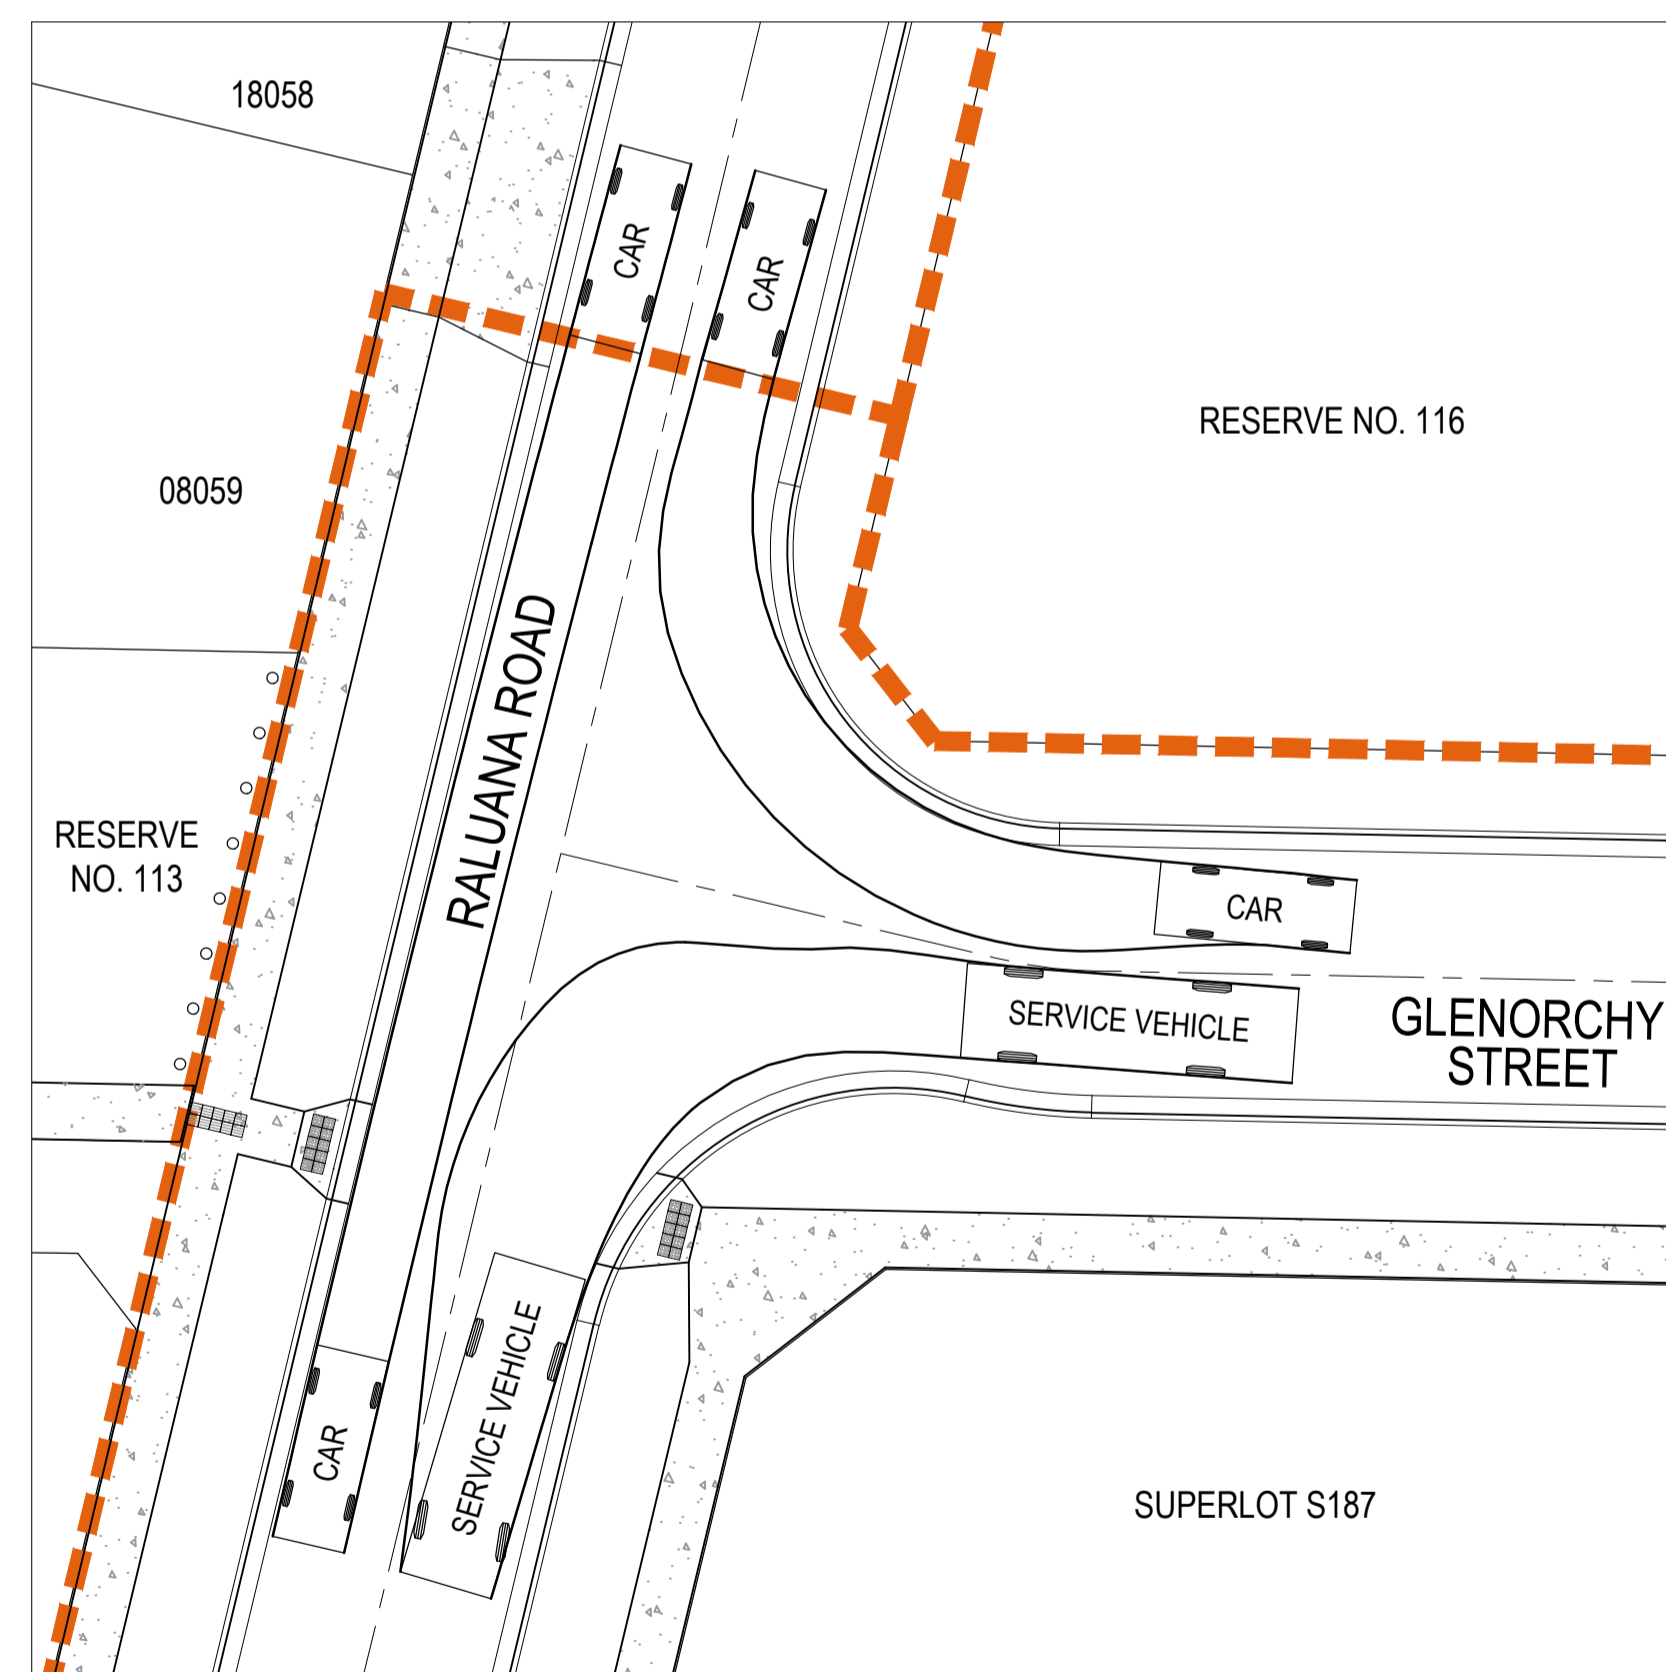 18058
CAR
CAR
RESERVE NO. 116
08059
RALUANA ROAD
RESERVE
NO. 113
CAR
SERVICE VEHICLE
GLENORCHY
STREET
CAR
SERVICE VEHICLE
SUPERLOT S187